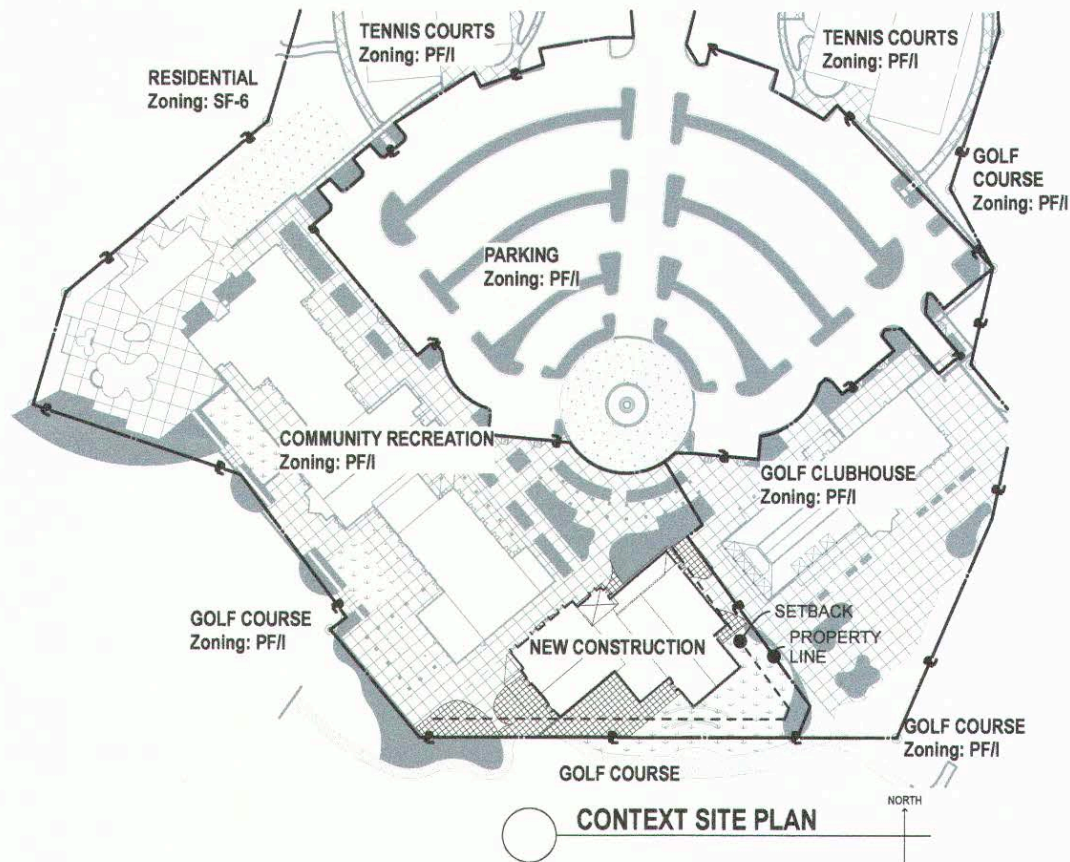 TENNIS COURTS
Zoning: PF/I
TENNIS COURTS
Zoning: PF/I
RESIDENTIAL
Zoning: SF-6
GOLF
COURSE
Zoning: PF/I
PARKING
Zoning: PF/I
COMMUNITY RECREATION
Zoning: PF/I
GOLF CLUBHOUSE
Zoning: PF/I
GOLF COURSE
Zoning: PF/I
SETBACK
PROPERTY
LINE
NEW CONSTRUCTION
GOLF COURSE
Zoning: PF/I
GOLF COURSE
CONTEXT SITE PLAN
NORTH